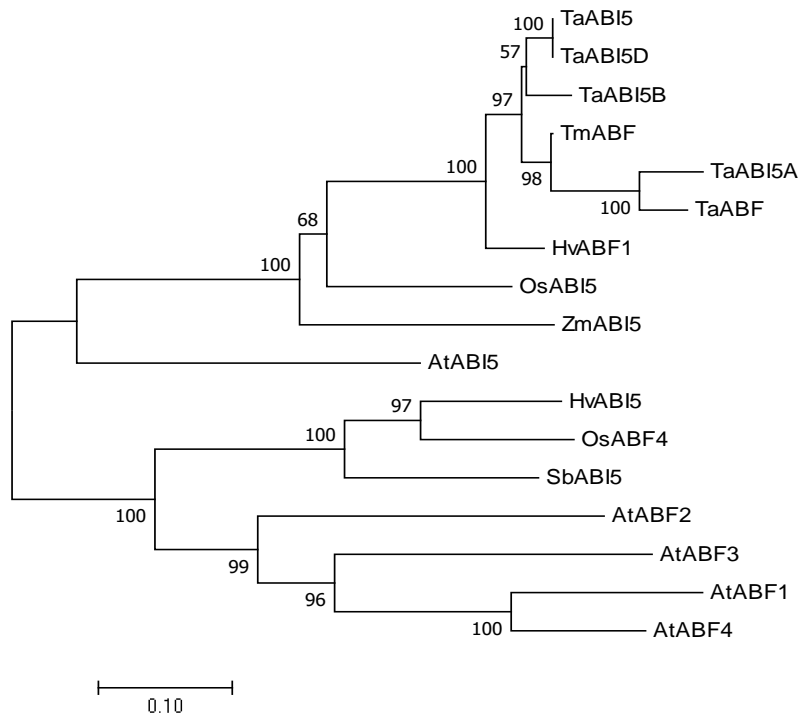 TaABI5
100
TaABI5D
57
TaABI5B
97
TmABF
TaABI5A
100
98
100
TaABF
68
HvABF1
100
OsABI5
ZmABI5
AtABI5
HvABI5
97
OsABF4
100
SbABI5
100
AtABF2
AtABF3
99
AtABF1
96
100
AtABF4
0.10